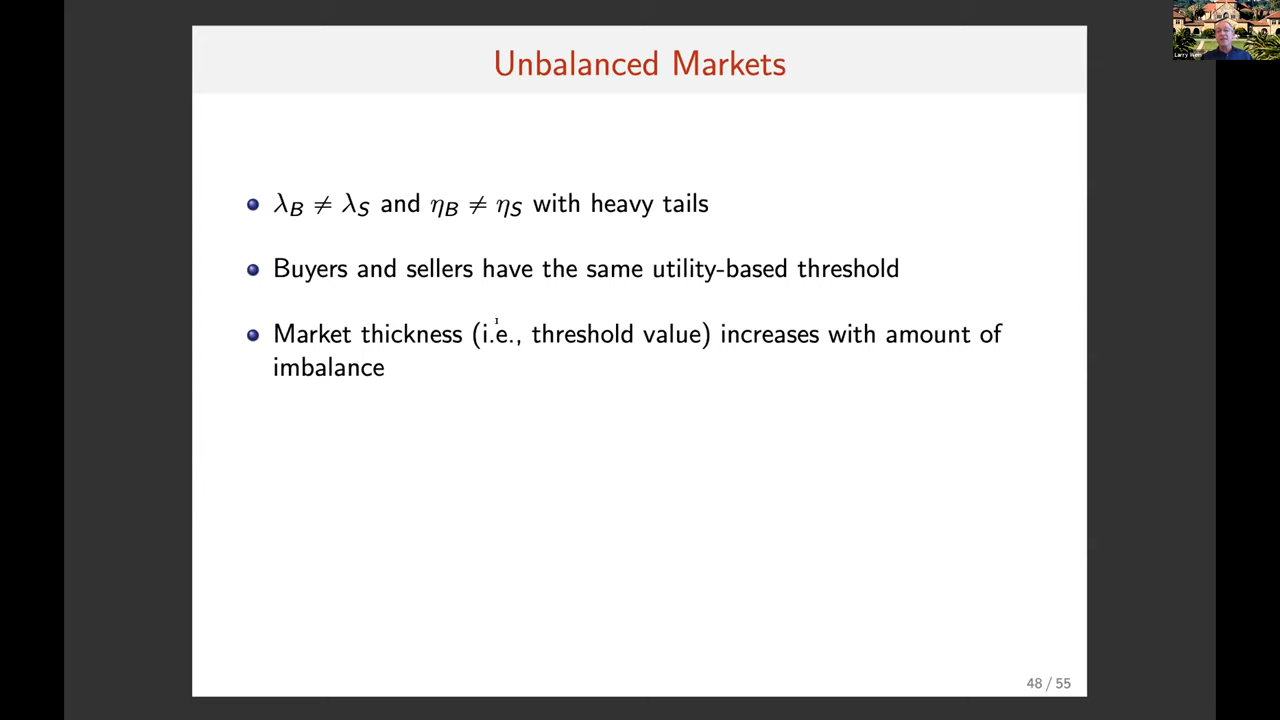 Unbalanced Markets
λ_B ≠ λ_S and η_B ≠ η_S with heavy tails
Buyers and sellers have the same utility-based threshold
Market thickness (i.e., threshold value) increases with amount of
imbalance
48 / 55